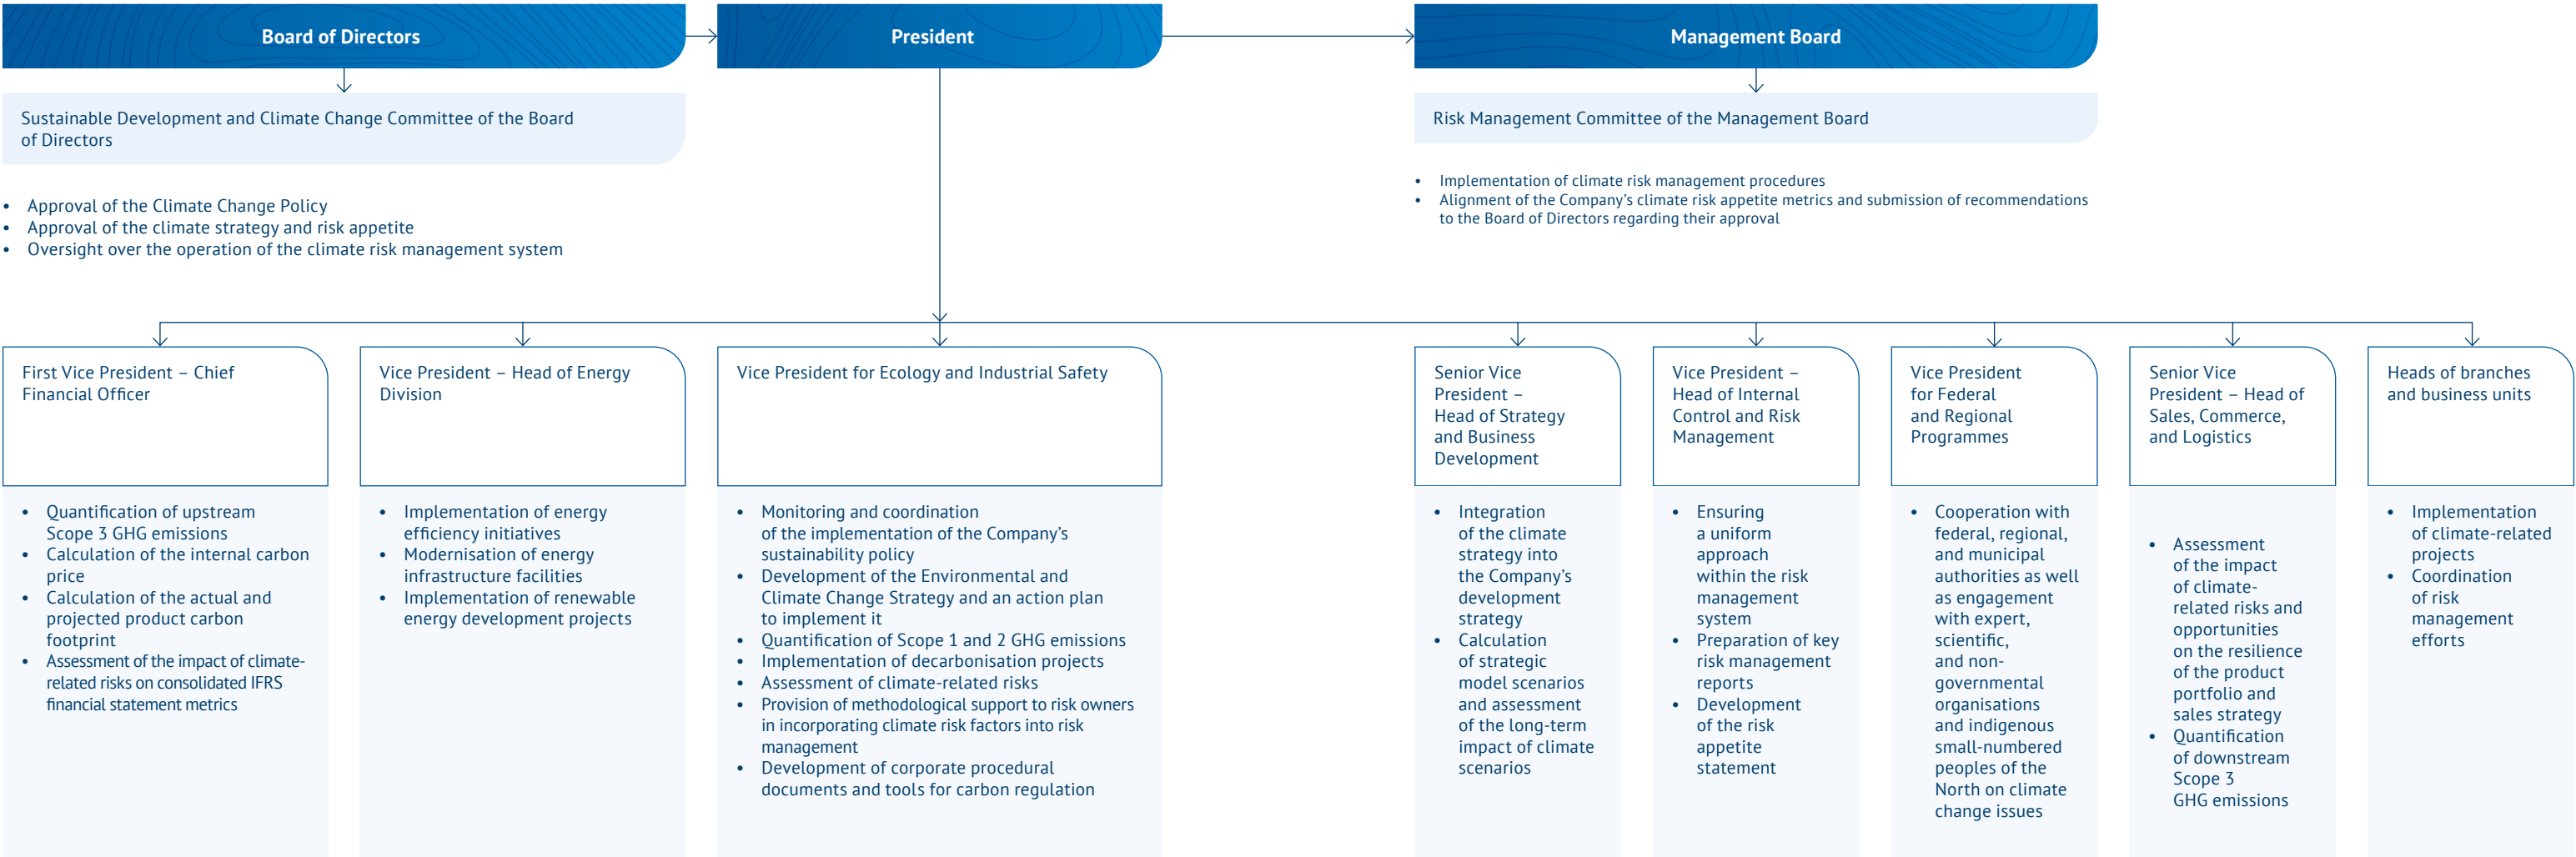 Board of Directors
President
Management Board
Sustainable Development and Climate Change Committee of the Board
of Directors
Risk Management Committee of the Management Board
• Approval of the Climate Change Policy
• Approval of the climate strategy and risk appetite
• Oversight over the operation of the climate risk management system
• Implementation of climate risk management procedures
• Alignment of the Company's climate risk appetite metrics and submission of recommendations
to the Board of Directors regarding their approval
First Vice President – Chief
Financial Officer
• Quantification of upstream
Scope 3 GHG emissions
• Calculation of the internal carbon
price
• Calculation of the actual and
projected product carbon
footprint
• Assessment of the impact of climate-
related risks on consolidated IFRS
financial statement metrics
Vice President – Head of Energy
Division
• Implementation of energy
efficiency initiatives
• Modernisation of energy
infrastructure facilities
• Implementation of renewable
energy development projects
Vice President for Ecology and Industrial Safety
• Monitoring and coordination
of the implementation of the Company's
sustainability policy
• Development of the Environmental and
Climate Change Strategy and an action plan
to implement it
• Quantification of Scope 1 and 2 GHG emissions
• Implementation of decarbonisation projects
• Assessment of climate-related risks
• Provision of methodological support to risk owners
in incorporating climate risk factors into risk
management
• Development of corporate procedural
documents and tools for carbon regulation
Senior Vice
President –
Head of Strategy
and Business
Development
• Integration
of the climate
strategy into
the Company's
development
strategy
• Calculation
of strategic
model scenarios
and assessment
of the long-term
impact of climate
scenarios
Vice President –
Head of Internal
Control and Risk
Management
• Ensuring
a uniform
approach
within the risk
management
system
• Preparation of key
risk management
reports
• Development
of the risk
appetite
statement
Vice President
for Federal
and Regional
Programmes
• Cooperation with
federal, regional,
and municipal
authorities as well
as engagement
with expert,
scientific,
and non-
governmental
organisations
and indigenous
small-numbered
peoples of the
North on climate
change issues
Senior Vice
President – Head of
Sales, Commerce,
and Logistics
• Assessment
of the impact
of climate-
related risks and
opportunities
on the resilience
of the product
portfolio and
sales strategy
• Quantification
of downstream
Scope 3
GHG emissions
Heads of branches
and business units
• Implementation
of climate-related
projects
• Coordination
of risk
management
efforts